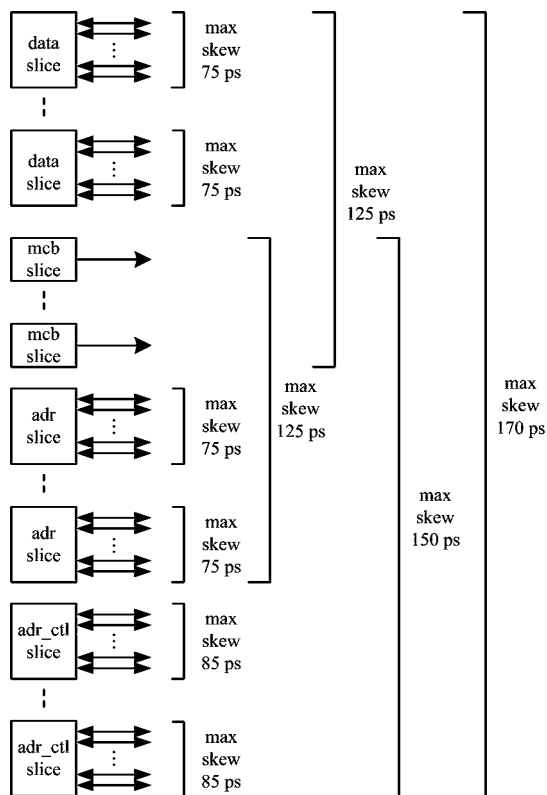 data
slice
max
skew
75 ps
data
slice
max
skew
75 ps
max
skew
125 ps
mcb
slice
mcb
slice
adr
slice
max
skew
75 ps
max
skew
125 ps
max
skew
170 ps
adr
slice
max
skew
75 ps
max
skew
150 ps
adr_ctl
slice
max
skew
85 ps
adr_ctl
slice
max
skew
85 ps